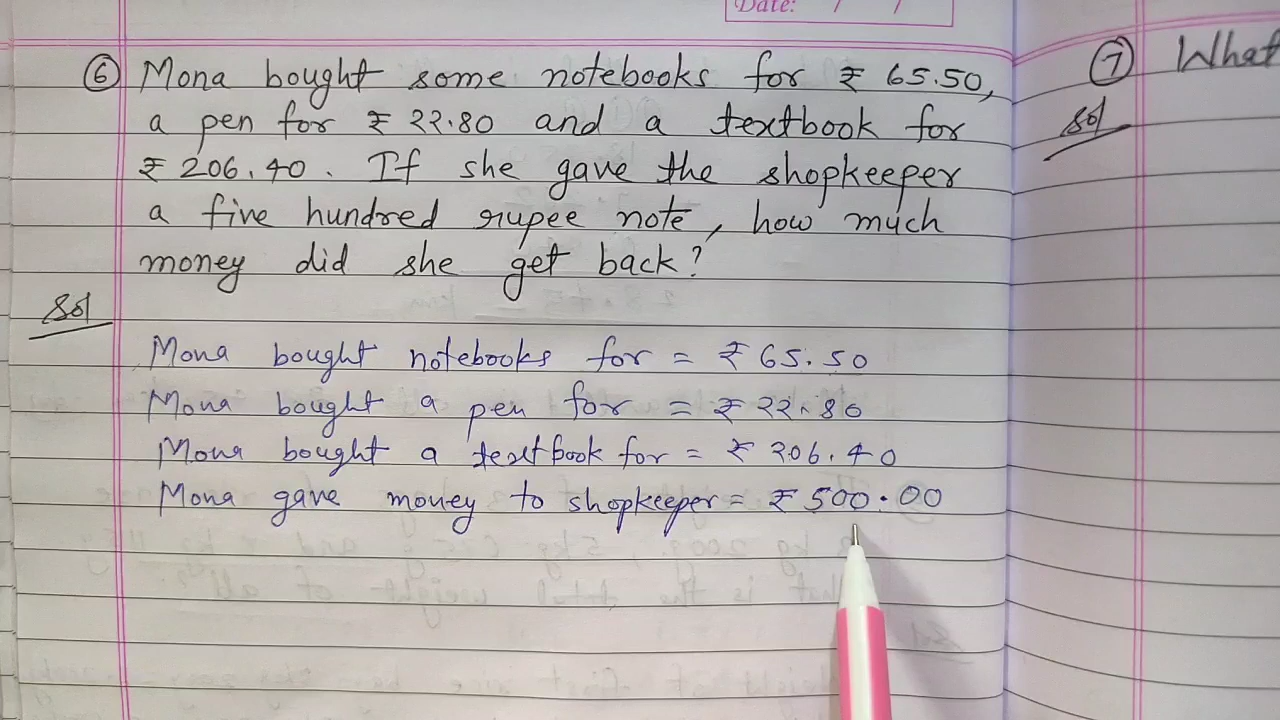 Date: / /
⑥ Mona bought some notebooks for ₹ 65.50,
a pen for ₹ 22.80 and a textbook for
₹ 206.40. If she gave the shopkeeper
a five hundred rupee note, how much
money did she get back?
Sol
Mona bought notebooks for = ₹ 65.50
Mona bought a pen for = ₹ 22.80
Mona bought a textbook for = ₹ 206.40
Mona gave money to shopkeeper = ₹ 500.00
⑦ What
Sol